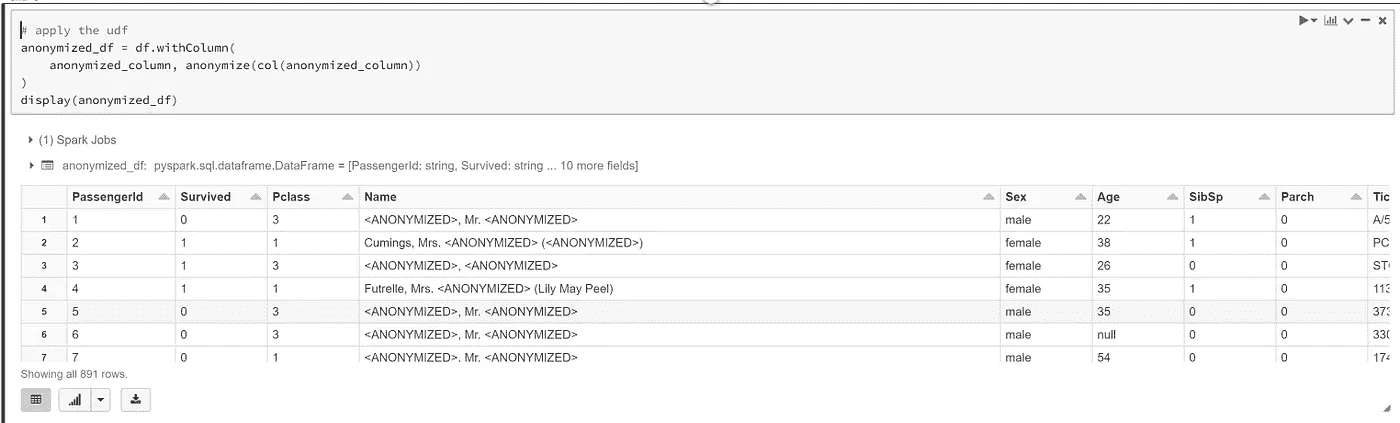 # apply the udf
anonymized_df = df.withColumn(
anonymized_column, anonymize(col(anonymized_column))
)
display(anonymized_df)
(1) Spark Jobs
anonymized_df: pyspark.sql.dataframe.DataFrame = [PassengerId: string, Survived: string ... 10 more fields]
PassengerId Survived Pclass Name Sex Age SibSp Parch Tic
1 1 0 3 <ANONYMIZED>, Mr. <ANONYMIZED> male 22 1 0 A/5
2 2 1 1 Cumings, Mrs. <ANONYMIZED> (<ANONYMIZED>) female 38 1 0 PC
3 3 1 3 <ANONYMIZED>, <ANONYMIZED> female 26 0 0 ST
4 4 1 1 Futrelle, Mrs. <ANONYMIZED> (Lily May Peel) female 35 1 0 113
5 5 0 3 <ANONYMIZED>, Mr. <ANONYMIZED> male 35 0 0 373
6 6 0 3 <ANONYMIZED>, Mr. <ANONYMIZED> male null 0 0 330
7 7 0 1 <ANONYMIZED>, Mr. <ANONYMIZED> male 54 0 0 174
Showing all 891 rows.